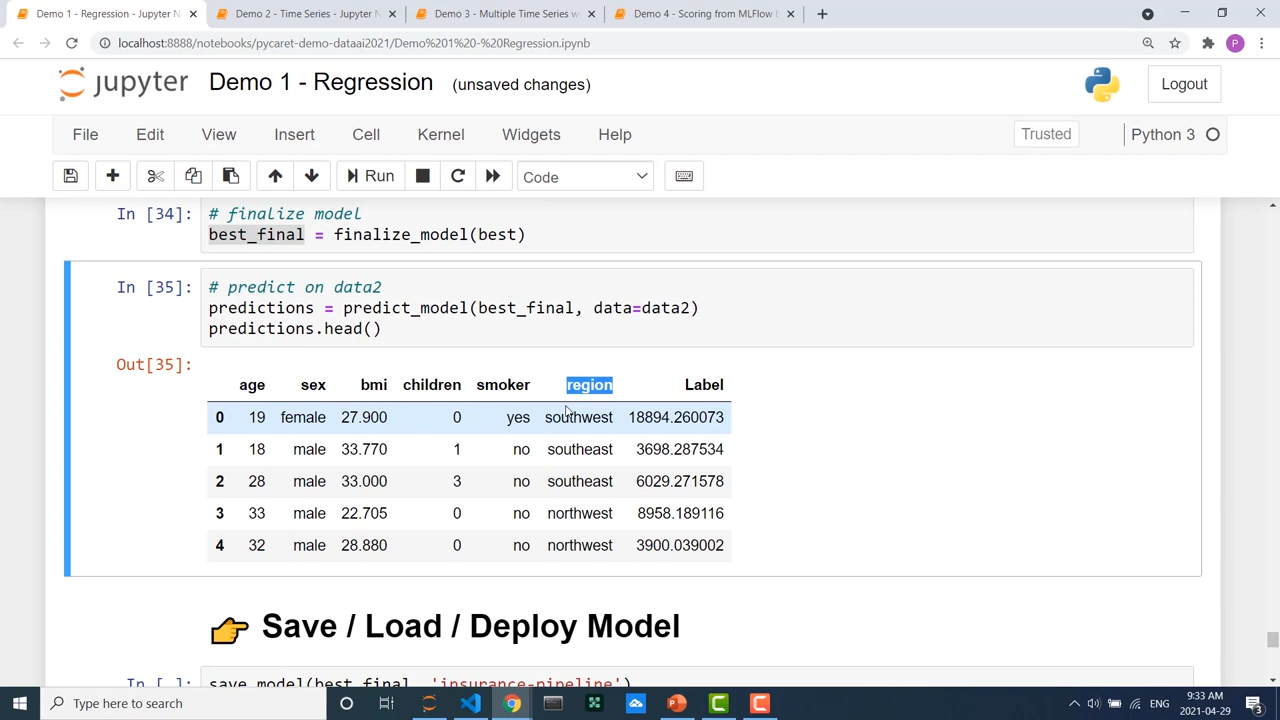 Demo 1 - Regression - Jupyter N
Demo 2 - Time Series - Jupyter N
Demo 3 - Multiple Time Series w
Demo 4 - Scoring from MLFlow L
localhost:8888/notebooks/pycaret-demo-dataai2021/Demo%201%20-%20Regression.ipynb
P
jupyter Demo 1 - Regression (unsaved changes) Logout
File Edit View Insert Cell Kernel Widgets Help Trusted Python 3
Run Code
In [34]: # finalize model
best_final = finalize_model(best)
In [35]: # predict on data2
predictions = predict_model(best_final, data=data2)
predictions.head()
Out[35]:
age sex bmi children smoker region Label
0 19 female 27.900 0 yes southwest 18894.260073
1 18 male 33.770 1 no southeast 3698.287534
2 28 male 33.000 3 no southeast 6029.271578
3 33 male 22.705 0 no northwest 8958.189116
4 32 male 28.880 0 no northwest 3900.039002
👉 Save / Load / Deploy Model
In [ ]: save_model(best_final, 'insurance-pipeline')
Type here to search
ENG
9:33 AM
2021-04-29
3